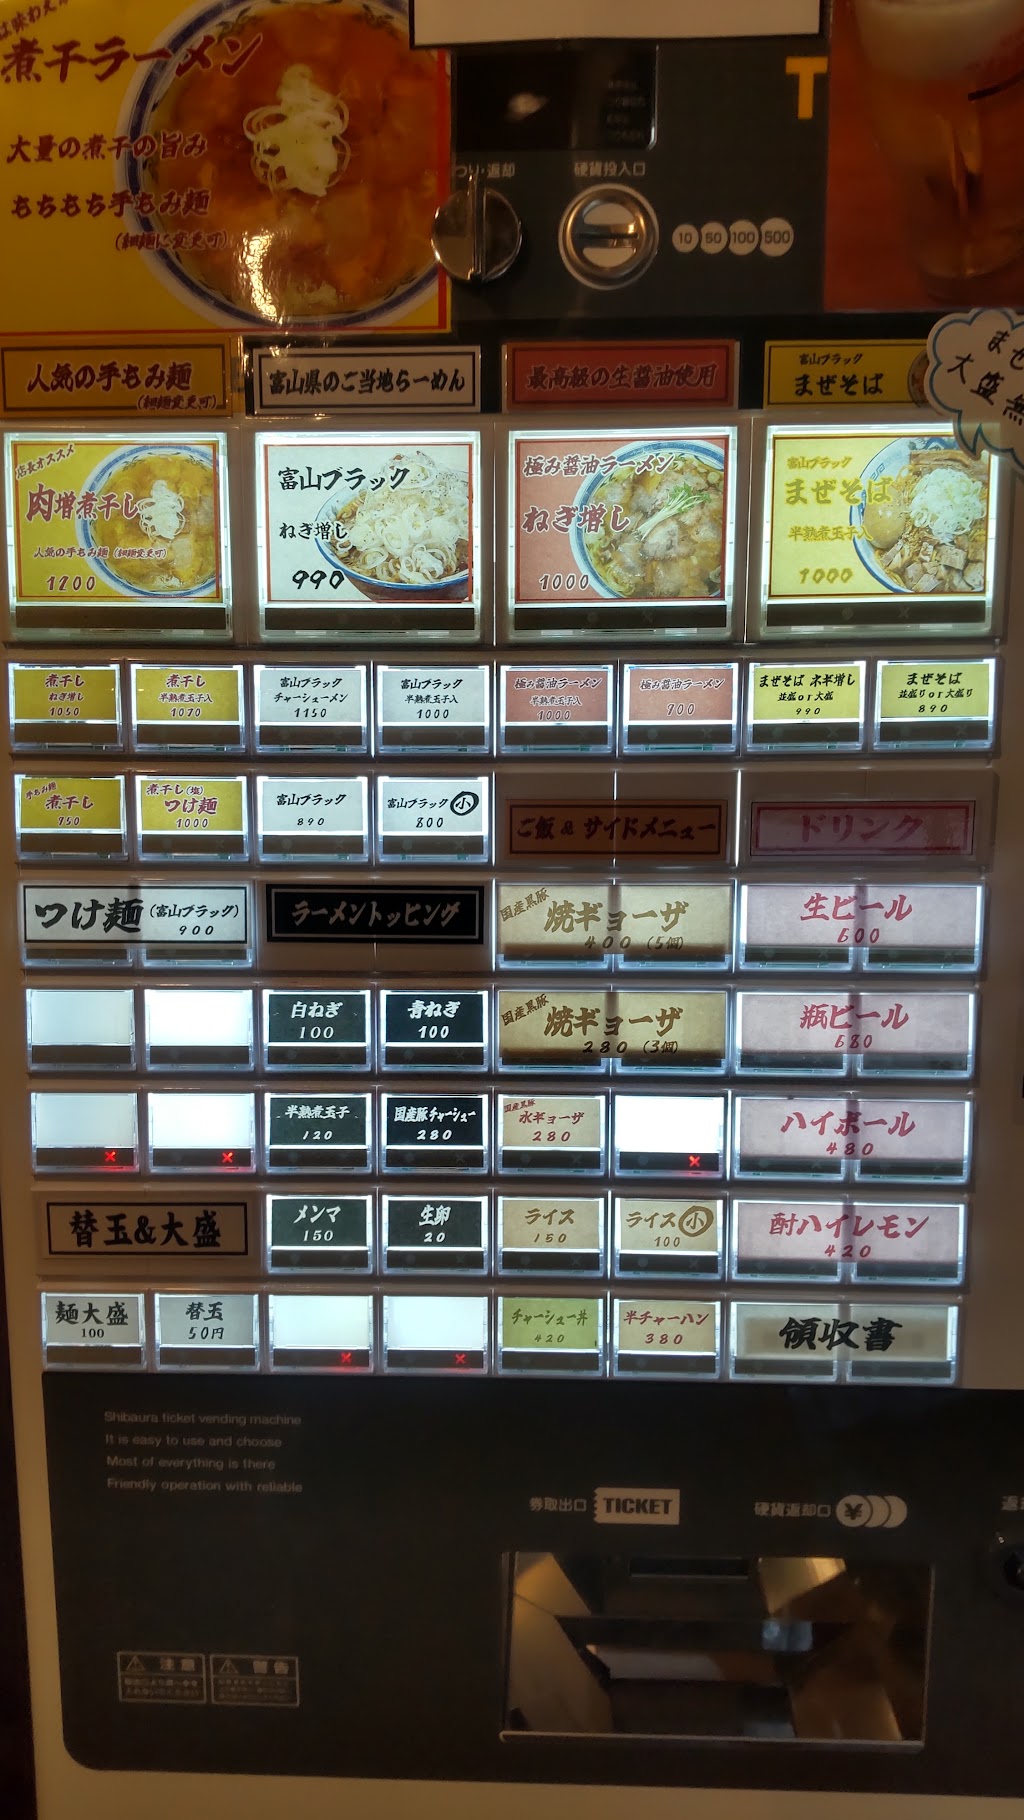 は味わえ
煮干ラーメン
大量の煮干の旨み
もちもち手もみ麺
(細麺に変更可)
つり・返却
硬貨投入口
10 50 100 500
T
人気の手もみ麺
(細麺変更可)
富山県のご当地らーめん
最高級の生醤油使用
富山ブラック
まぜそば
まぜ
大盛無
店長オススメ
肉増煮干し
人気の手もみ麺(細麺変更可)
1200
富山ブラック
ねぎ増し
990
極み醤油ラーメン
ねぎ増し
1000
富山ブラック
まぜそば
半熟煮玉子入
1000
煮干し
ねぎ増し
1050
煮干し
半熟煮玉子入
1070
富山ブラック
チャーシューメン
1150
富山ブラック
半熟煮玉子入
1000
極み醤油ラーメン
半熟煮玉子入
1000
極み醤油ラーメン
900
まぜそば ネギ増し
並盛or大盛
990
まぜそば
並盛りor大盛り
890
手もみ麺
煮干し
950
煮干し(塩)
つけ麺
1000
富山ブラック
890
富山ブラック 小
800
ご飯 & サイドメニュー
ドリンク
つけ麺(富山ブラック)
900
ラーメントッピング
国産黒豚
焼ギョーザ
400 (5個)
生ビール
600
白ねぎ
100
青ねぎ
100
国産黒豚
焼ギョーザ
280 (3個)
瓶ビール
680
半熟煮玉子
120
国産豚チャーシュー
280
国産黒豚
水ギョーザ
280
ハイボール
480
替玉&大盛
メンマ
150
生卵
20
ライス
150
ライス 小
100
酎ハイレモン
420
麺大盛
100
替玉
50円
チャーシュー丼
420
半チャーハン
380
領収書
Shibaura ticket vending machine
It is easy to use and choose
Most of everything is there
Friendly operation with reliable
券取出口 TICKET
硬貨返却口 ¥
返却
注意
警告